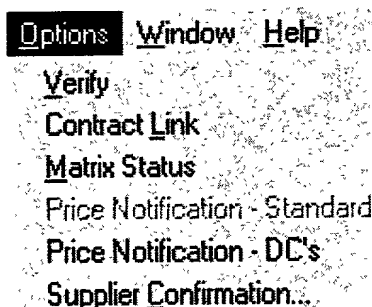 Options Window Help
Verify
Contract Link
Matrix Status
Price Notification - Standard
Price Notification - DC's
Supplier Confirmation...